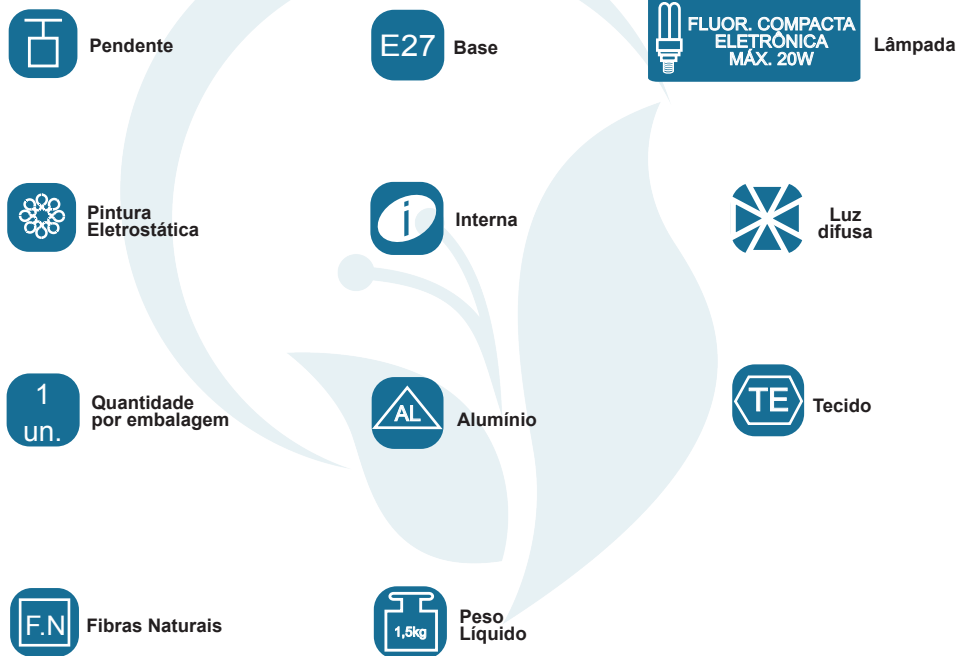 Pendente
E27
Base
FLUOR. COMPACTA
ELETRÔNICA
MÁX. 20W
Lâmpada
Pintura
Eletrostática
i
Interna
Luz
difusa
1
un.
Quantidade
por embalagem
AL
Alumínio
TE
Tecido
F.N
Fibras Naturais
1,5kg
Peso
Líquido